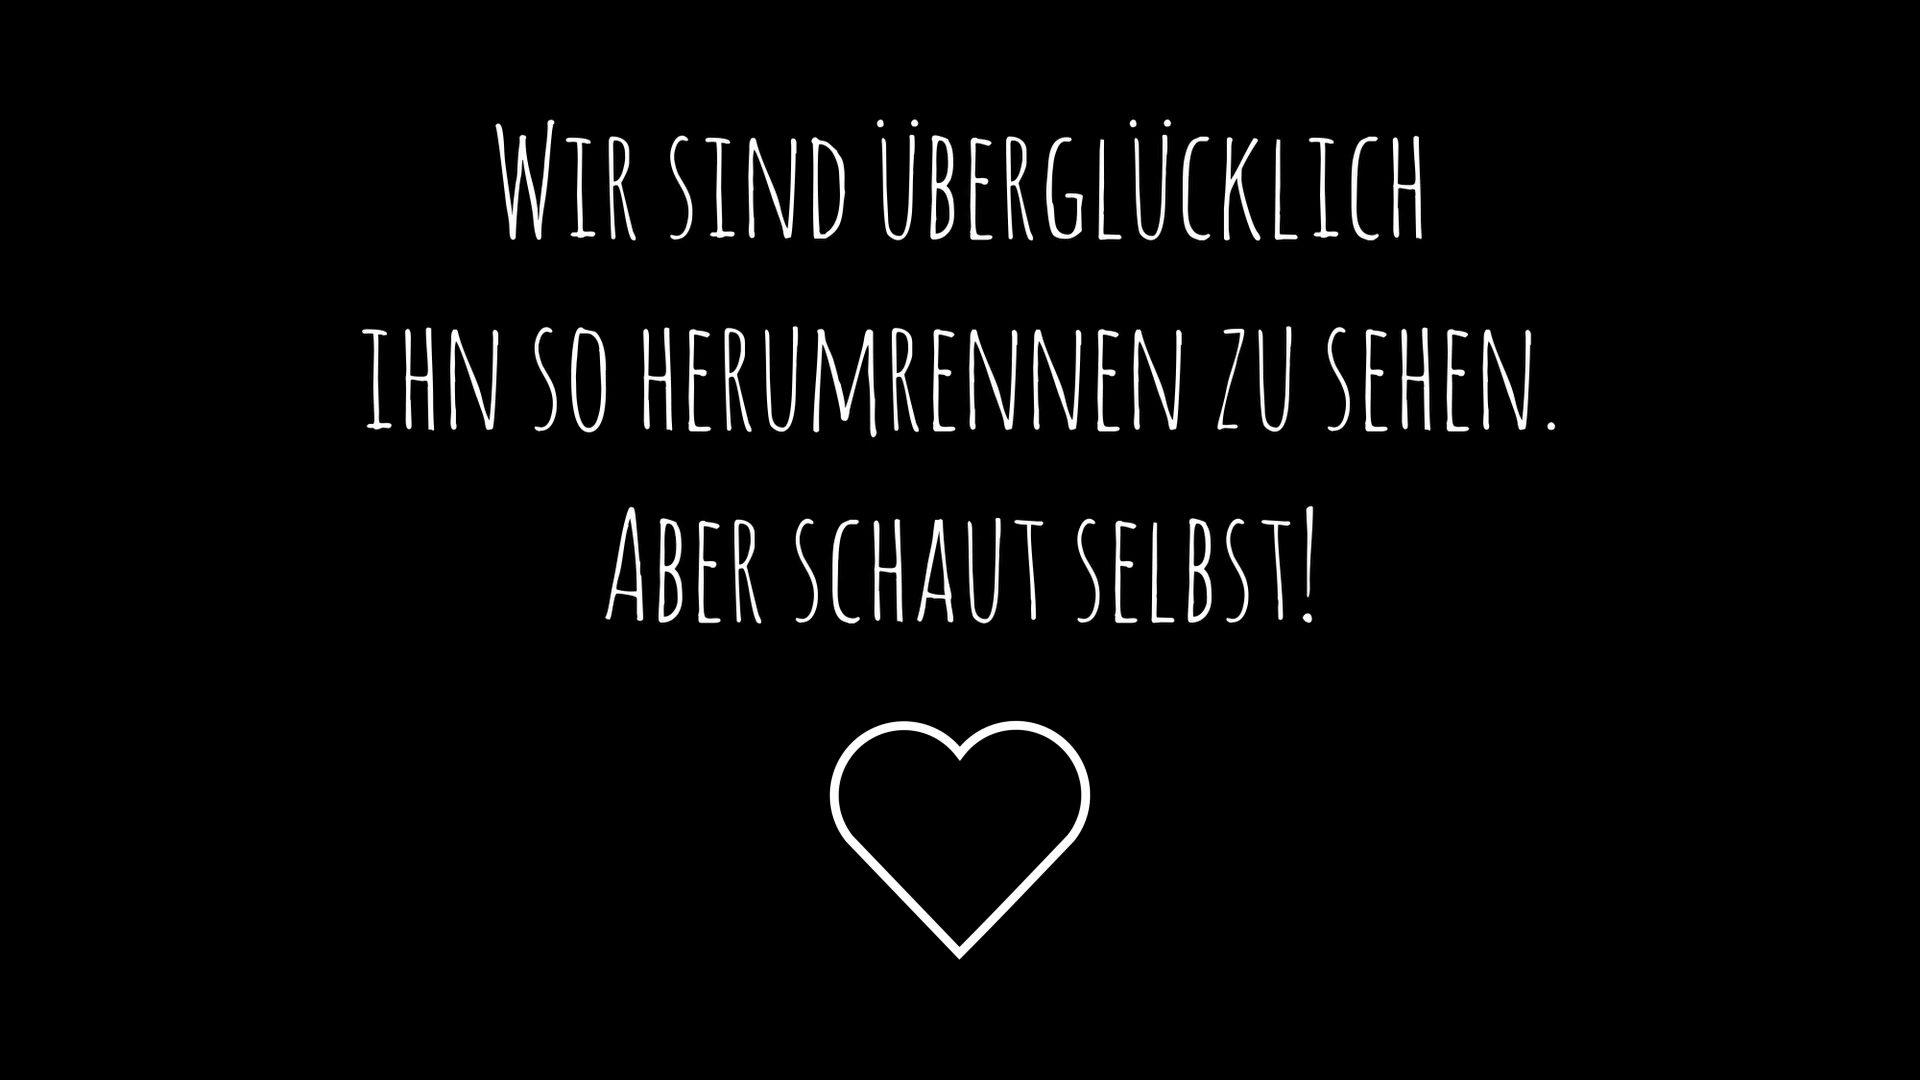 Wir sind überglücklich
ihn so herumrennen zu sehen.
Aber schaut selbst!